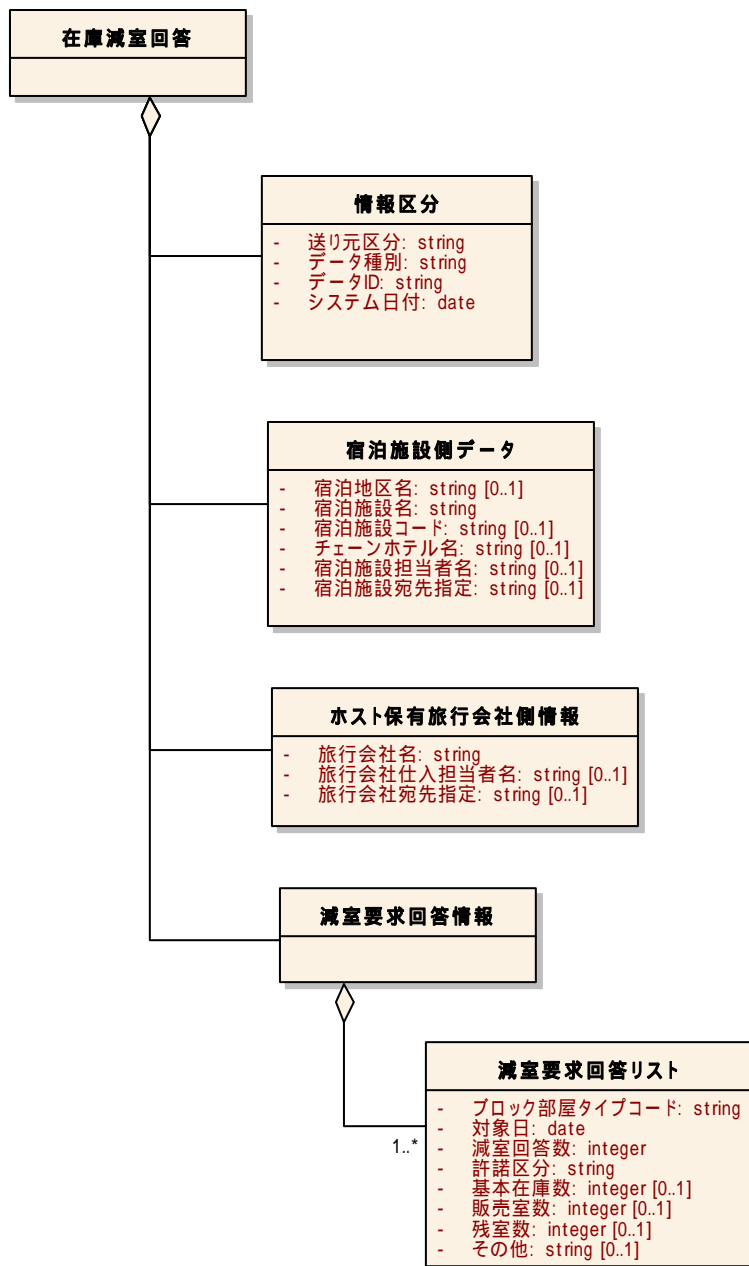 在庫減室回答
情報区分
- 送り元区分: string
- データ種別: string
- データID: string
- システム日付: date
宿泊施設側データ
- 宿泊地区名: string [0..1]
- 宿泊施設名: string
- 宿泊施設コード: string [0..1]
- チェーンホテル名: string [0..1]
- 宿泊施設担当者名: string [0..1]
- 宿泊施設宛先指定: string [0..1]
ホスト保有旅行会社側情報
- 旅行会社名: string
- 旅行会社仕入担当者名: string [0..1]
- 旅行会社宛先指定: string [0..1]
減室要求回答情報
減室要求回答リスト
- ブロック部屋タイプコード: string
- 対象日: date
- 減室回答数: integer
- 許諾区分: string
- 基本在庫数: integer [0..1]
- 販売室数: integer [0..1]
- 残室数: integer [0..1]
- その他: string [0..1]
1..*